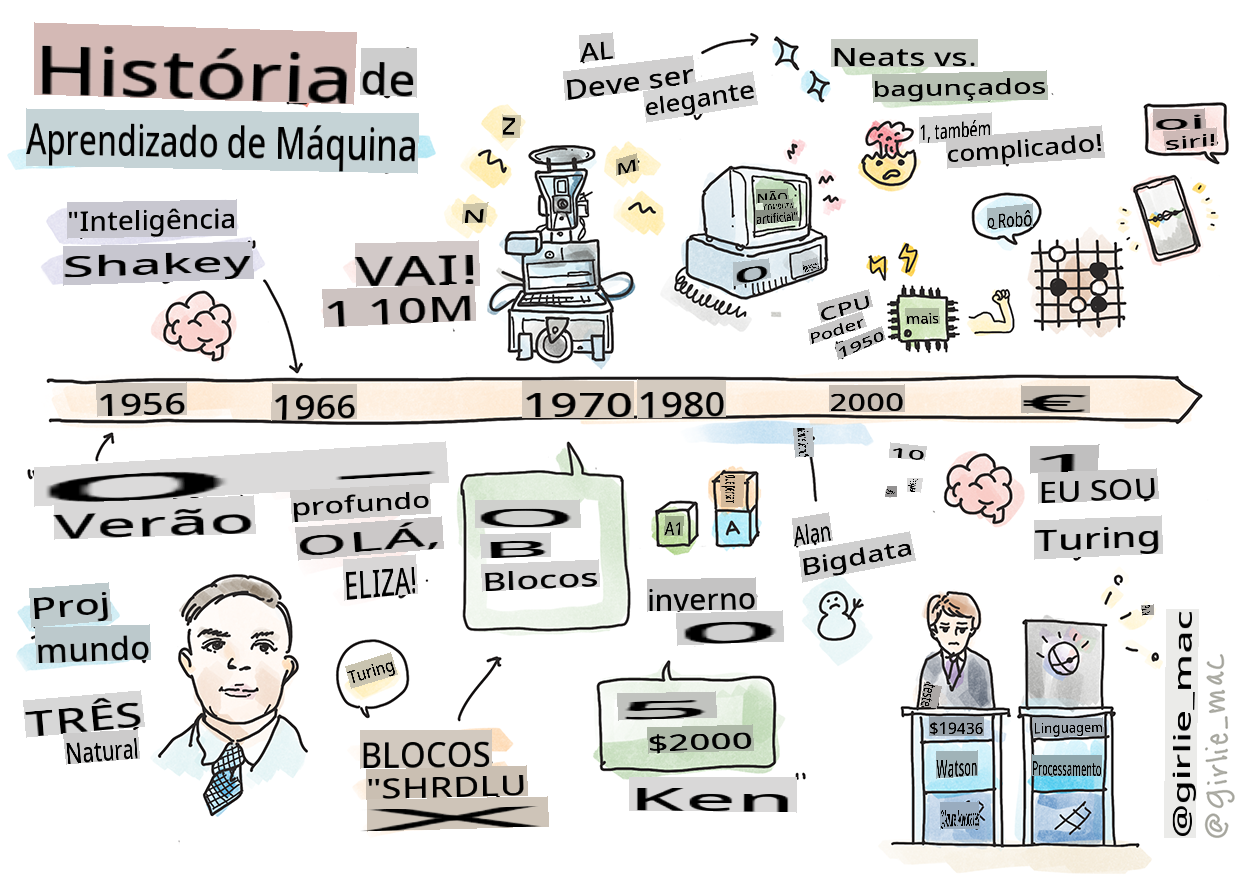 História de
Aprendizado de Máquina
"Inteligência
Shakey
VAI!
1 10M
Z
N
M
AL
Deve ser
elegante
Neats vs.
bagunçados
1, também
complicado!
oi
siri!
NÃO
artificial"
O
o Robô
CPU
Poder
1950
mais
1956
1966
1970
1980
2000
€
"O —
Verão
profundo
OLÁ,
ELIZA!
O
B
Blocos
A1
A
inverno
O
Alan
Bigdata
1o
1
EU SOU
Turing
Proj
mundo
TRÊS
Natural
Turing
BLOCOS
"SHRDLU
X
5
$2000
Ken"
teste
$19436
Watson
Linguagem
Processamento
@girlie_mac
@girlie_mac